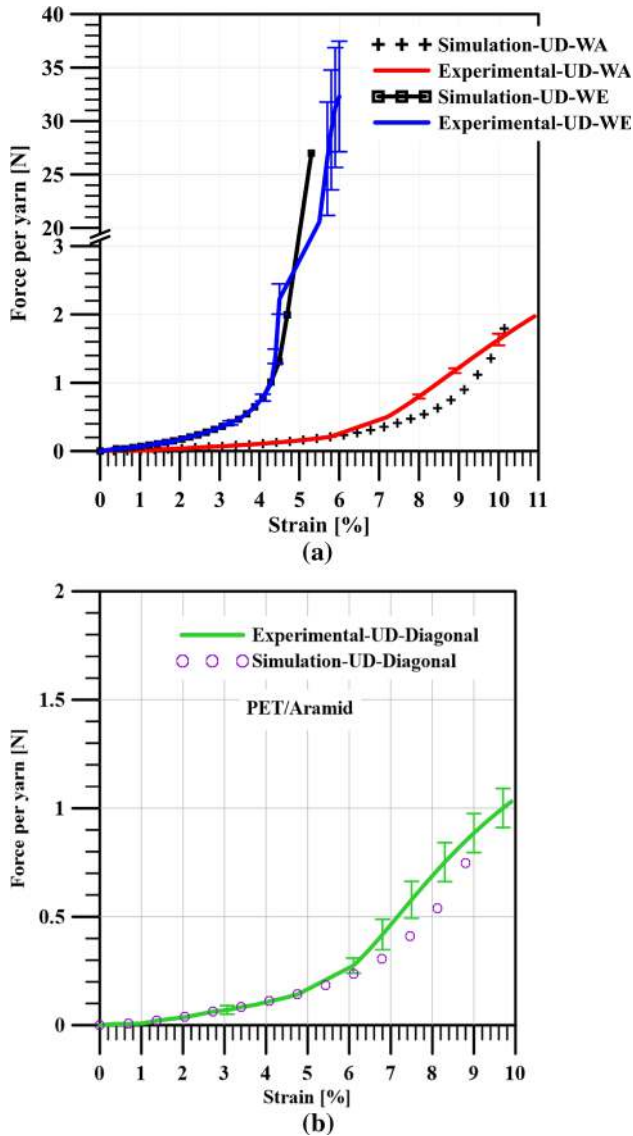 40
35
30
25
20
3
2
1
0
Force per yarn [N]
Simulation-UD-WA
Experimental-UD-WA
Simulation-UD-WE
Experimental-UD-WE
0 1 2 3 4 5 6 7 8 9 10 11
Strain [%]
(a)
2
1.5
1
0.5
0
Force per yarn [N]
Experimental-UD-Diagonal
Simulation-UD-Diagonal
PET/Aramid
0 1 2 3 4 5 6 7 8 9 10
Strain [%]
(b)